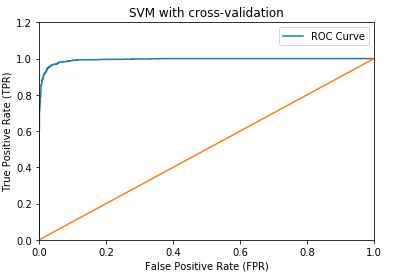 SVM with cross-validation
ROC Curve
True Positive Rate (TPR)
1.2
1.0
0.8
0.6
0.4
0.2
0.0
0.0 0.2 0.4 0.6 0.8 1.0
False Positive Rate (FPR)